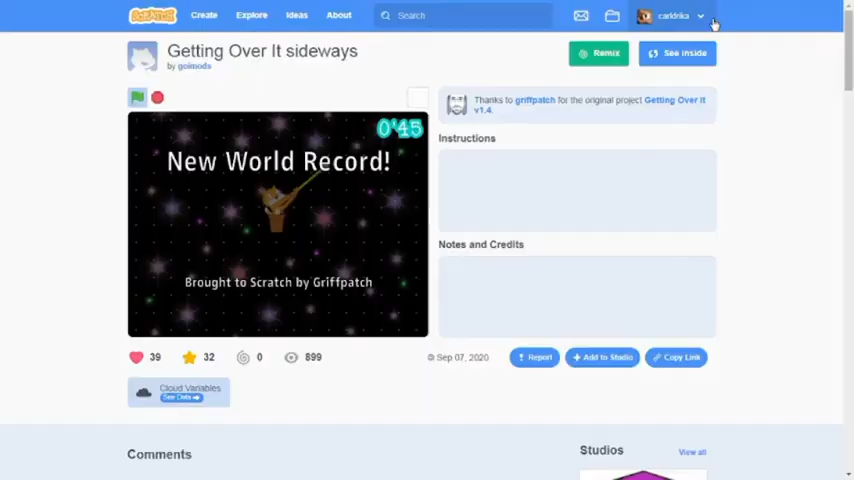 SCRATCH
Create
Explore
Ideas
About
Search
carldrika
Getting Over It sideways
by goimods
Remix
See inside
Thanks to griffpatch for the original project Getting Over It
v1.4.
0'45
New World Record!
Brought to Scratch by Griffpatch
Instructions
Notes and Credits
39
32
0
899
© Sep 07, 2020
Report
Add to Studio
Copy Link
Cloud Variables
See Data
Comments
Studios
View all